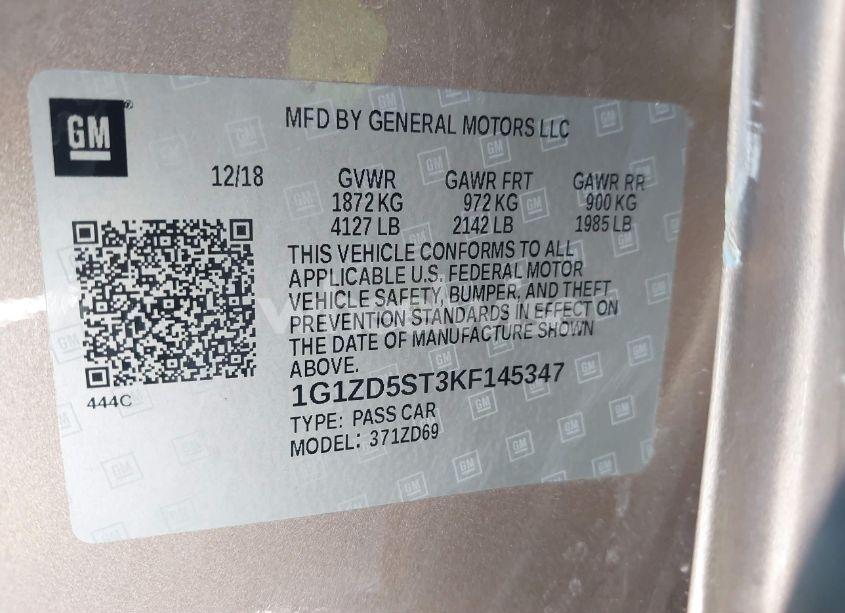 GM
MFD BY GENERAL MOTORS LLC
12/18 GVWR GAWR FRT GAWR RR
1872 KG 972 KG 900 KG
4127 LB 2142 LB 1985 LB
THIS VEHICLE CONFORMS TO ALL
APPLICABLE U.S. FEDERAL MOTOR
VEHICLE SAFETY, BUMPER, AND THEFT
PREVENTION STANDARDS IN EFFECT ON
THE DATE OF MANUFACTURE SHOWN
ABOVE.
1G1ZD5ST3KF145347
444C
TYPE: PASS CAR
MODEL: 371ZD69